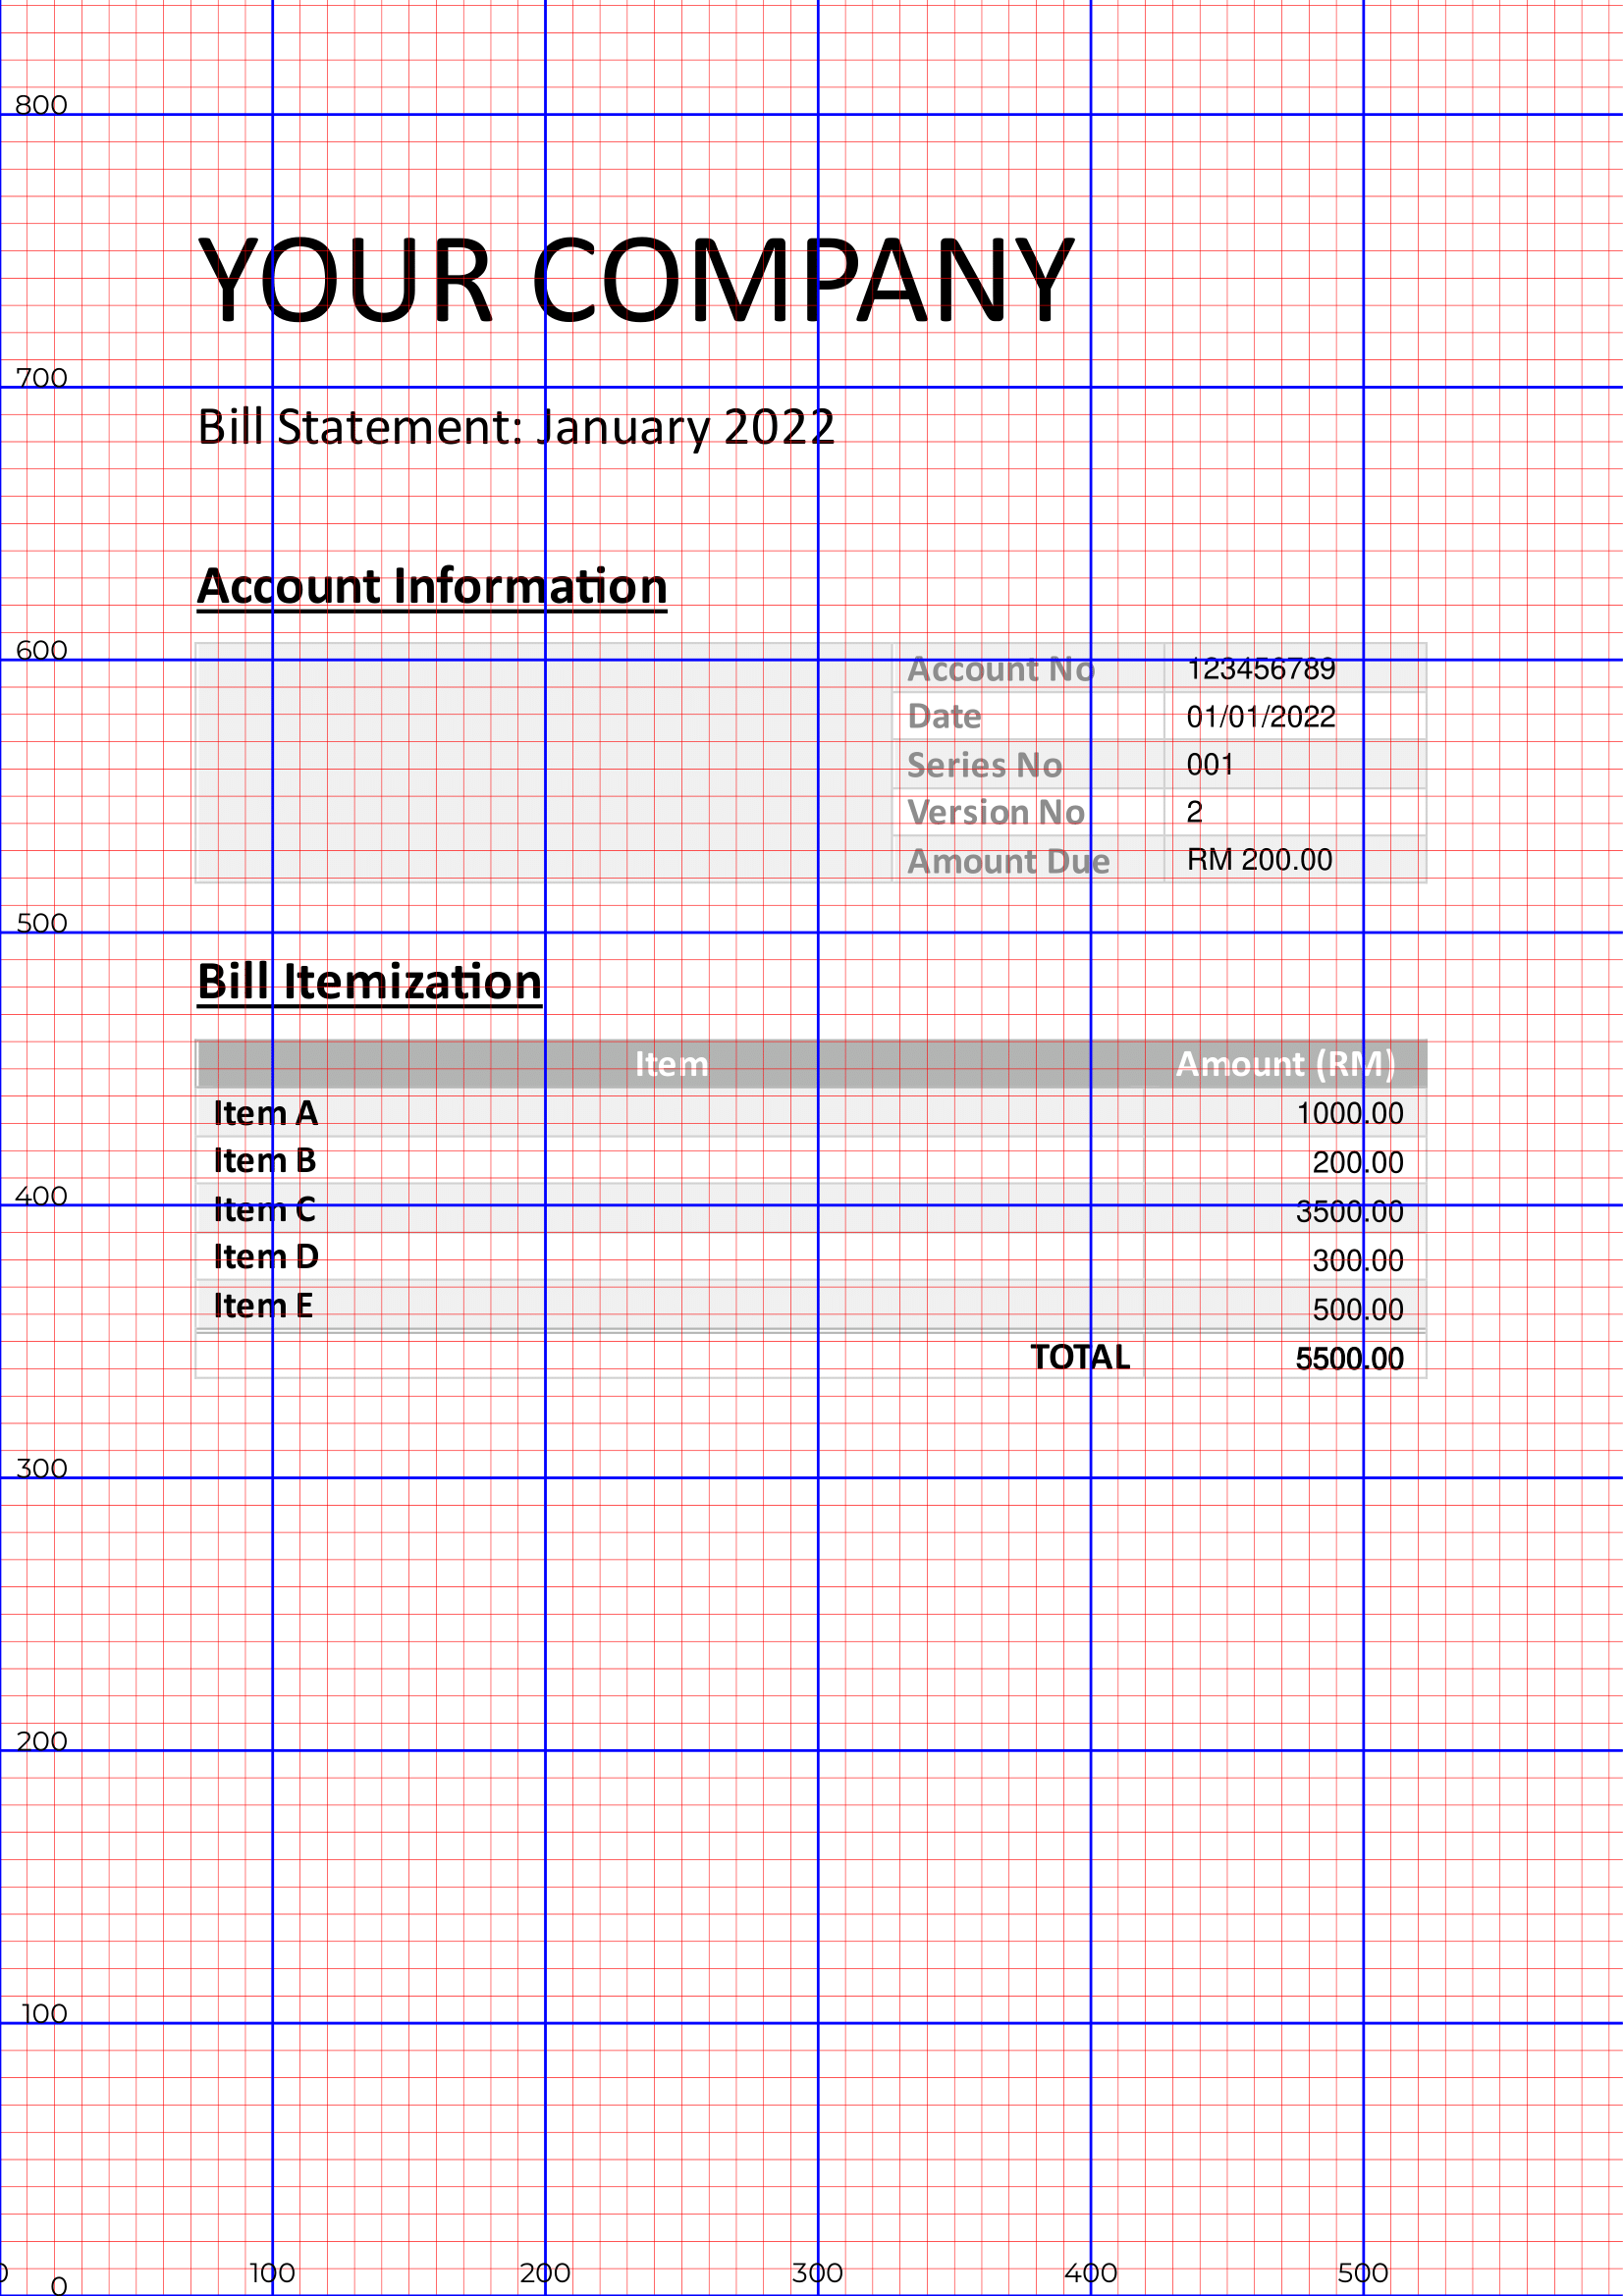 800
YOUR COMPANY
700
Bill Statement: January 2022
Account Information
600
Account No 123456789
Date 01/01/2022
Series No 001
Version No 2
Amount Due RM 200.00
500
Bill Itemization
Item Amount (RM)
Item A 1000.00
Item B 200.00
400
Item C 3500.00
Item D 300.00
Item E 500.00
TOTAL 5500.00
300
200
100
0 100 200 300 400 500
0